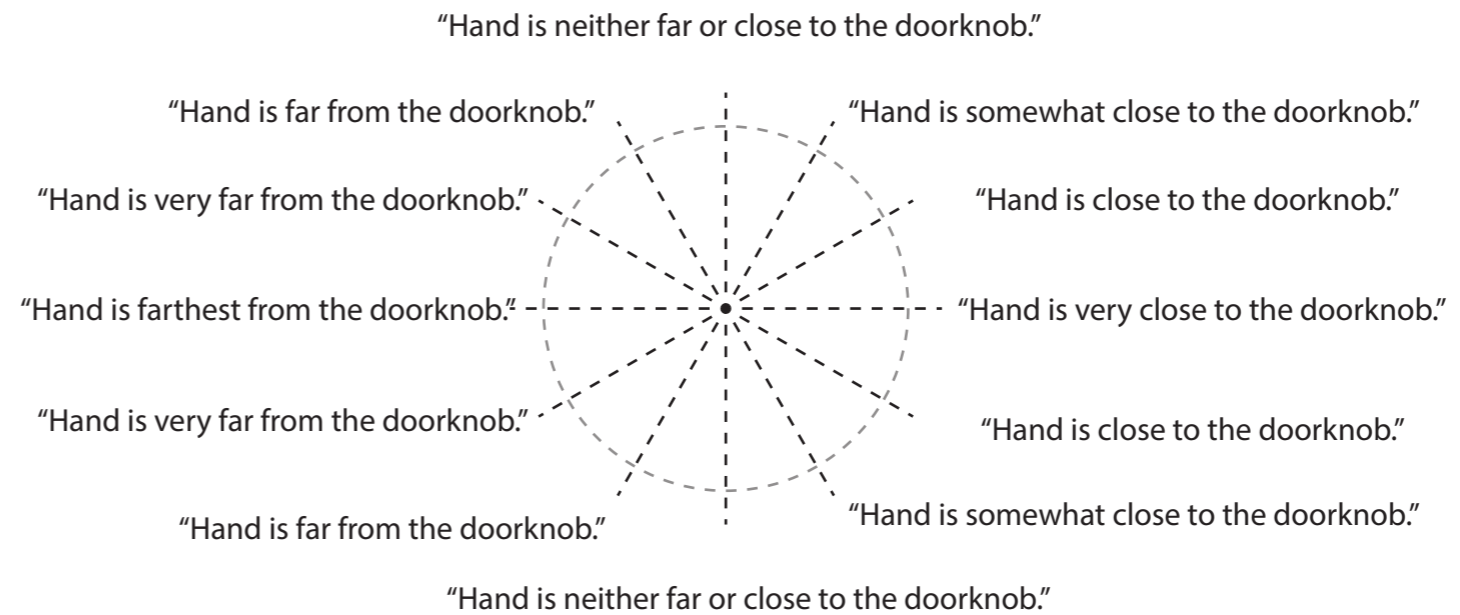 “Hand is neither far or close to the doorknob.”
“Hand is far from the doorknob.”
“Hand is somewhat close to the doorknob.”
“Hand is very far from the doorknob.”
“Hand is close to the doorknob.”
“Hand is farthest from the doorknob.”
“Hand is very close to the doorknob.”
“Hand is very far from the doorknob.”
“Hand is close to the doorknob.”
“Hand is far from the doorknob.”
“Hand is somewhat close to the doorknob.”
“Hand is neither far or close to the doorknob.”